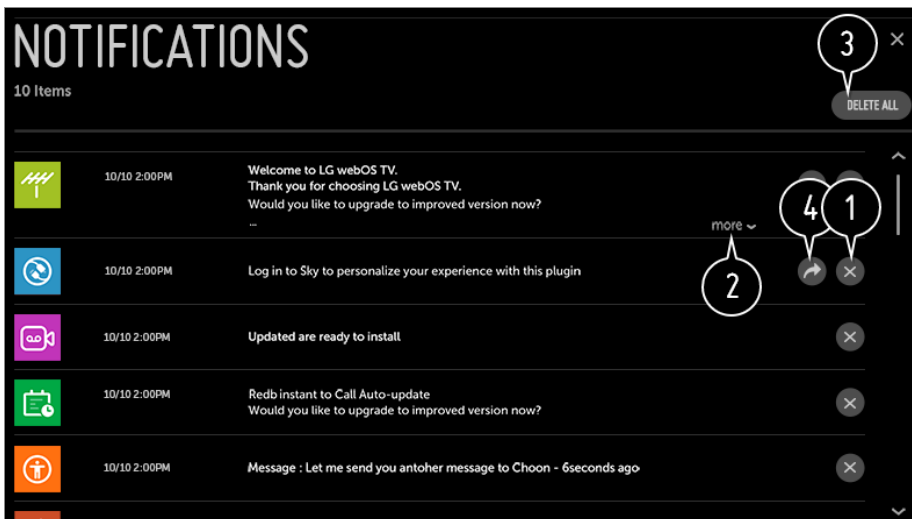 NOTIFICATIONS
10 Items
3
DELETE ALL
10/10 2:00PM
Welcome to LG webOS TV.
Thank you for choosing LG webOS TV.
Would you like to upgrade to improved version now?
...
more
4
1
2
10/10 2:00PM
Log in to Sky to personalize your experience with this plugin
10/10 2:00PM
Updated are ready to install
10/10 2:00PM
Redb instant to Call Auto-update
Would you like to upgrade to improved version now?
10/10 2:00PM
Message : Let me send you antoher message to Choon - 6seconds ago